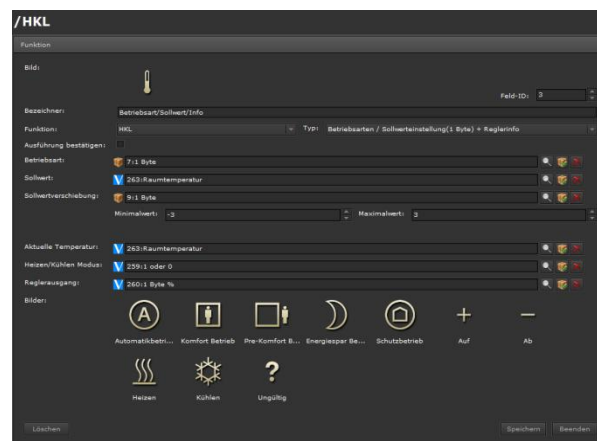 /HKL
Funktion
Bild:
Feld-ID: 3
Bezeichner: Betriebsart/Sollwert/Info
Funktion: HKL Typ: Betriebsarten / Sollwerteinstellung(1 Byte) + Reglerinfo
Ausführung bestätigen:
Betriebsart: 7:1 Byte
Sollwert: V 263:Raumtemperatur
Sollwertverschiebung: 9:1 Byte
Minimalwert: -3 Maximalwert: 3
Aktuelle Temperatur: V 263:Raumtemperatur
Heizen/Kühlen Modus: V 259:1 oder 0
Reglerausgang: V 260:1 Byte %
Bilder:
A
Automatikbetri... Komfort Betrieb Pre-Komfort B... Energiespar Be... Schutzbetrieb Auf Ab
?
Heizen Kühlen Ungültig
Löschen Speichern Beenden